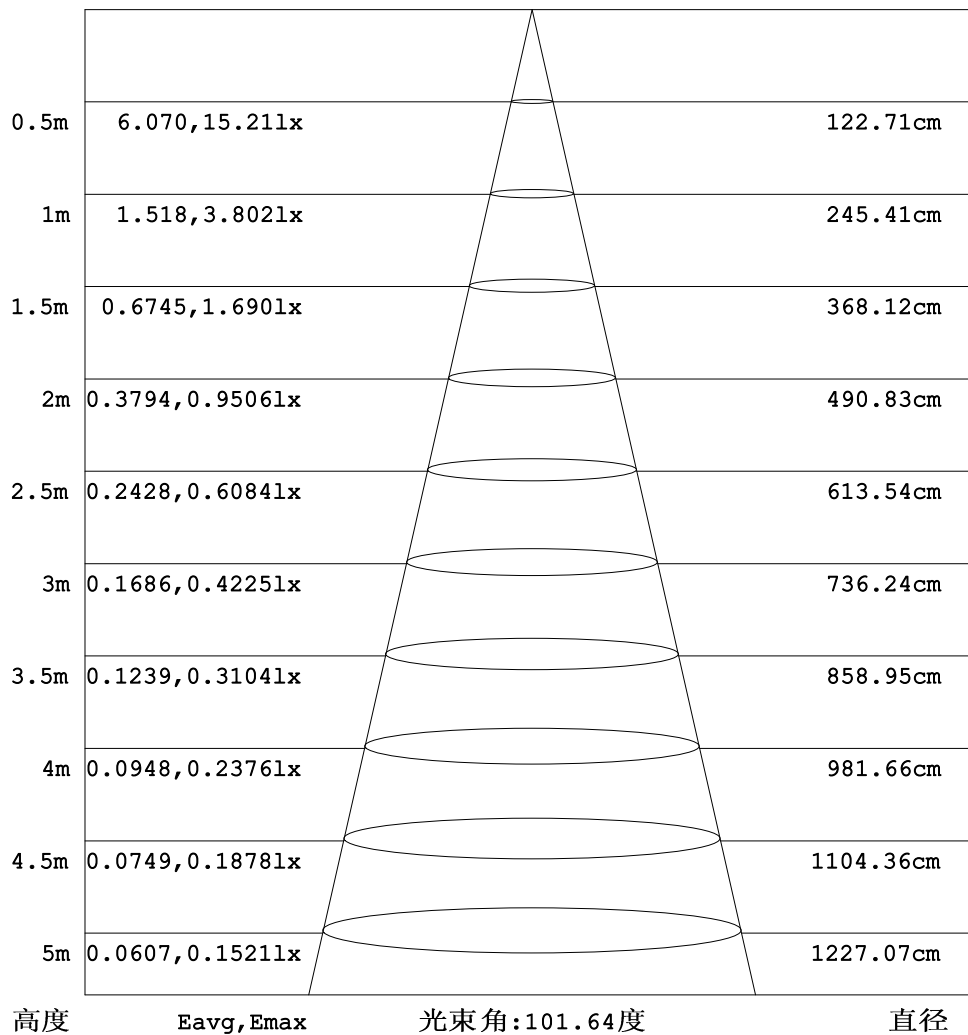 0.5m 6.070,15.21lx 122.71cm
1m 1.518,3.802lx 245.41cm
1.5m 0.6745,1.690lx 368.12cm
2m 0.3794,0.9506lx 490.83cm
2.5m 0.2428,0.6084lx 613.54cm
3m 0.1686,0.4225lx 736.24cm
3.5m 0.1239,0.3104lx 858.95cm
4m 0.0948,0.2376lx 981.66cm
4.5m 0.0749,0.1878lx 1104.36cm
5m 0.0607,0.1521lx 1227.07cm
高度 Eavg,Emax 光束角:101.64度 直径